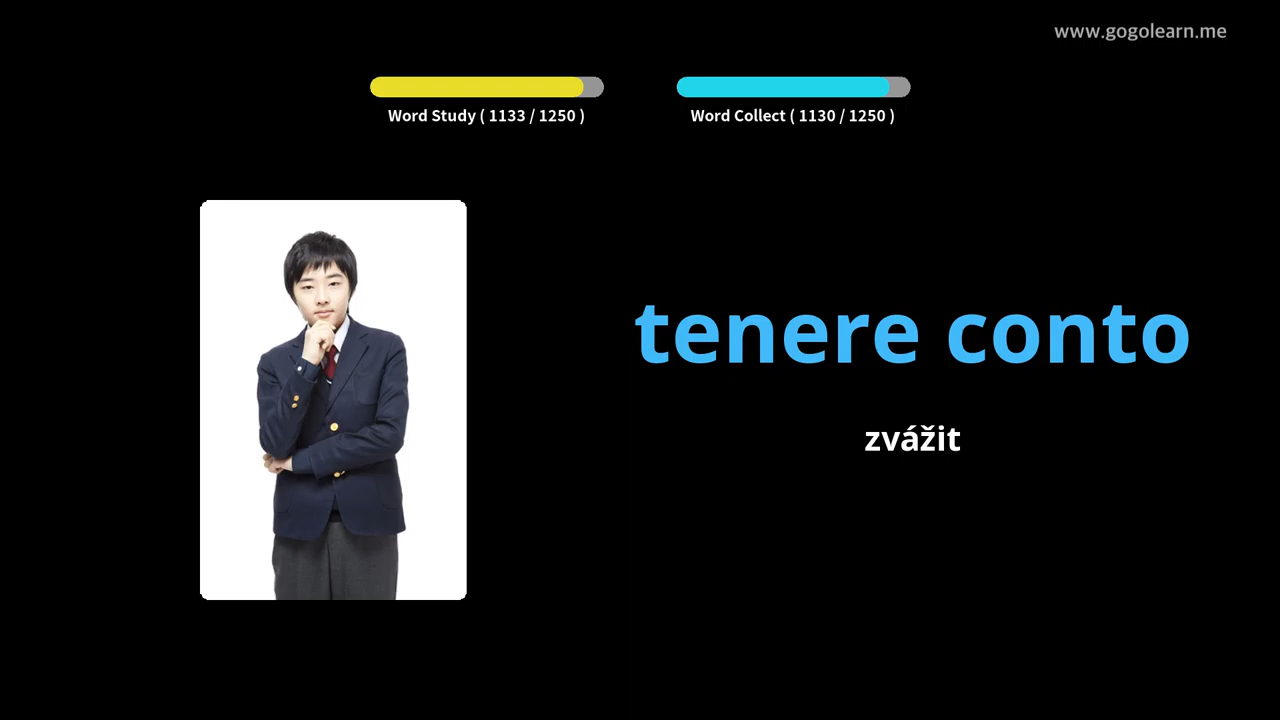 www.gogolearn.me
Word Study ( 1133 / 1250 )
Word Collect ( 1130 / 1250 )
tenere conto
zvážit